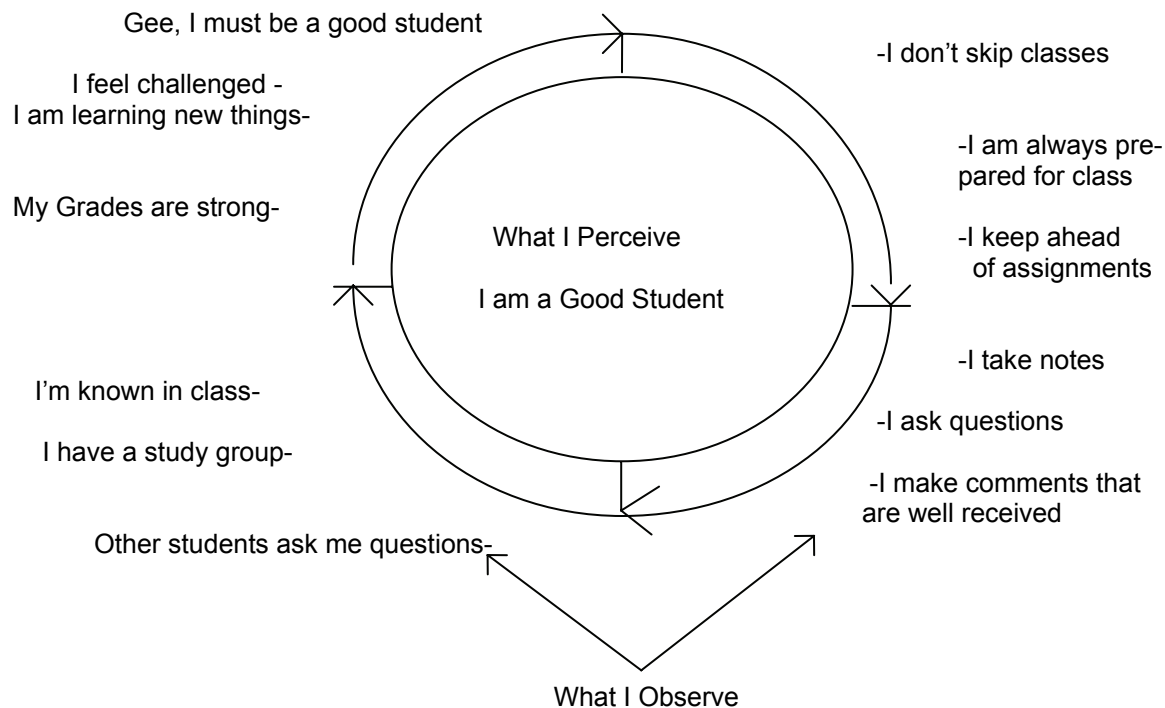 Gee, I must be a good student
-I don’t skip classes
I feel challenged -
I am learning new things-
-I am always pre-
pared for class
My Grades are strong-
What I Perceive
-I keep ahead
of assignments
I am a Good Student
-I take notes
I’m known in class-
-I ask questions
I have a study group-
-I make comments that
are well received
Other students ask me questions-
What I Observe